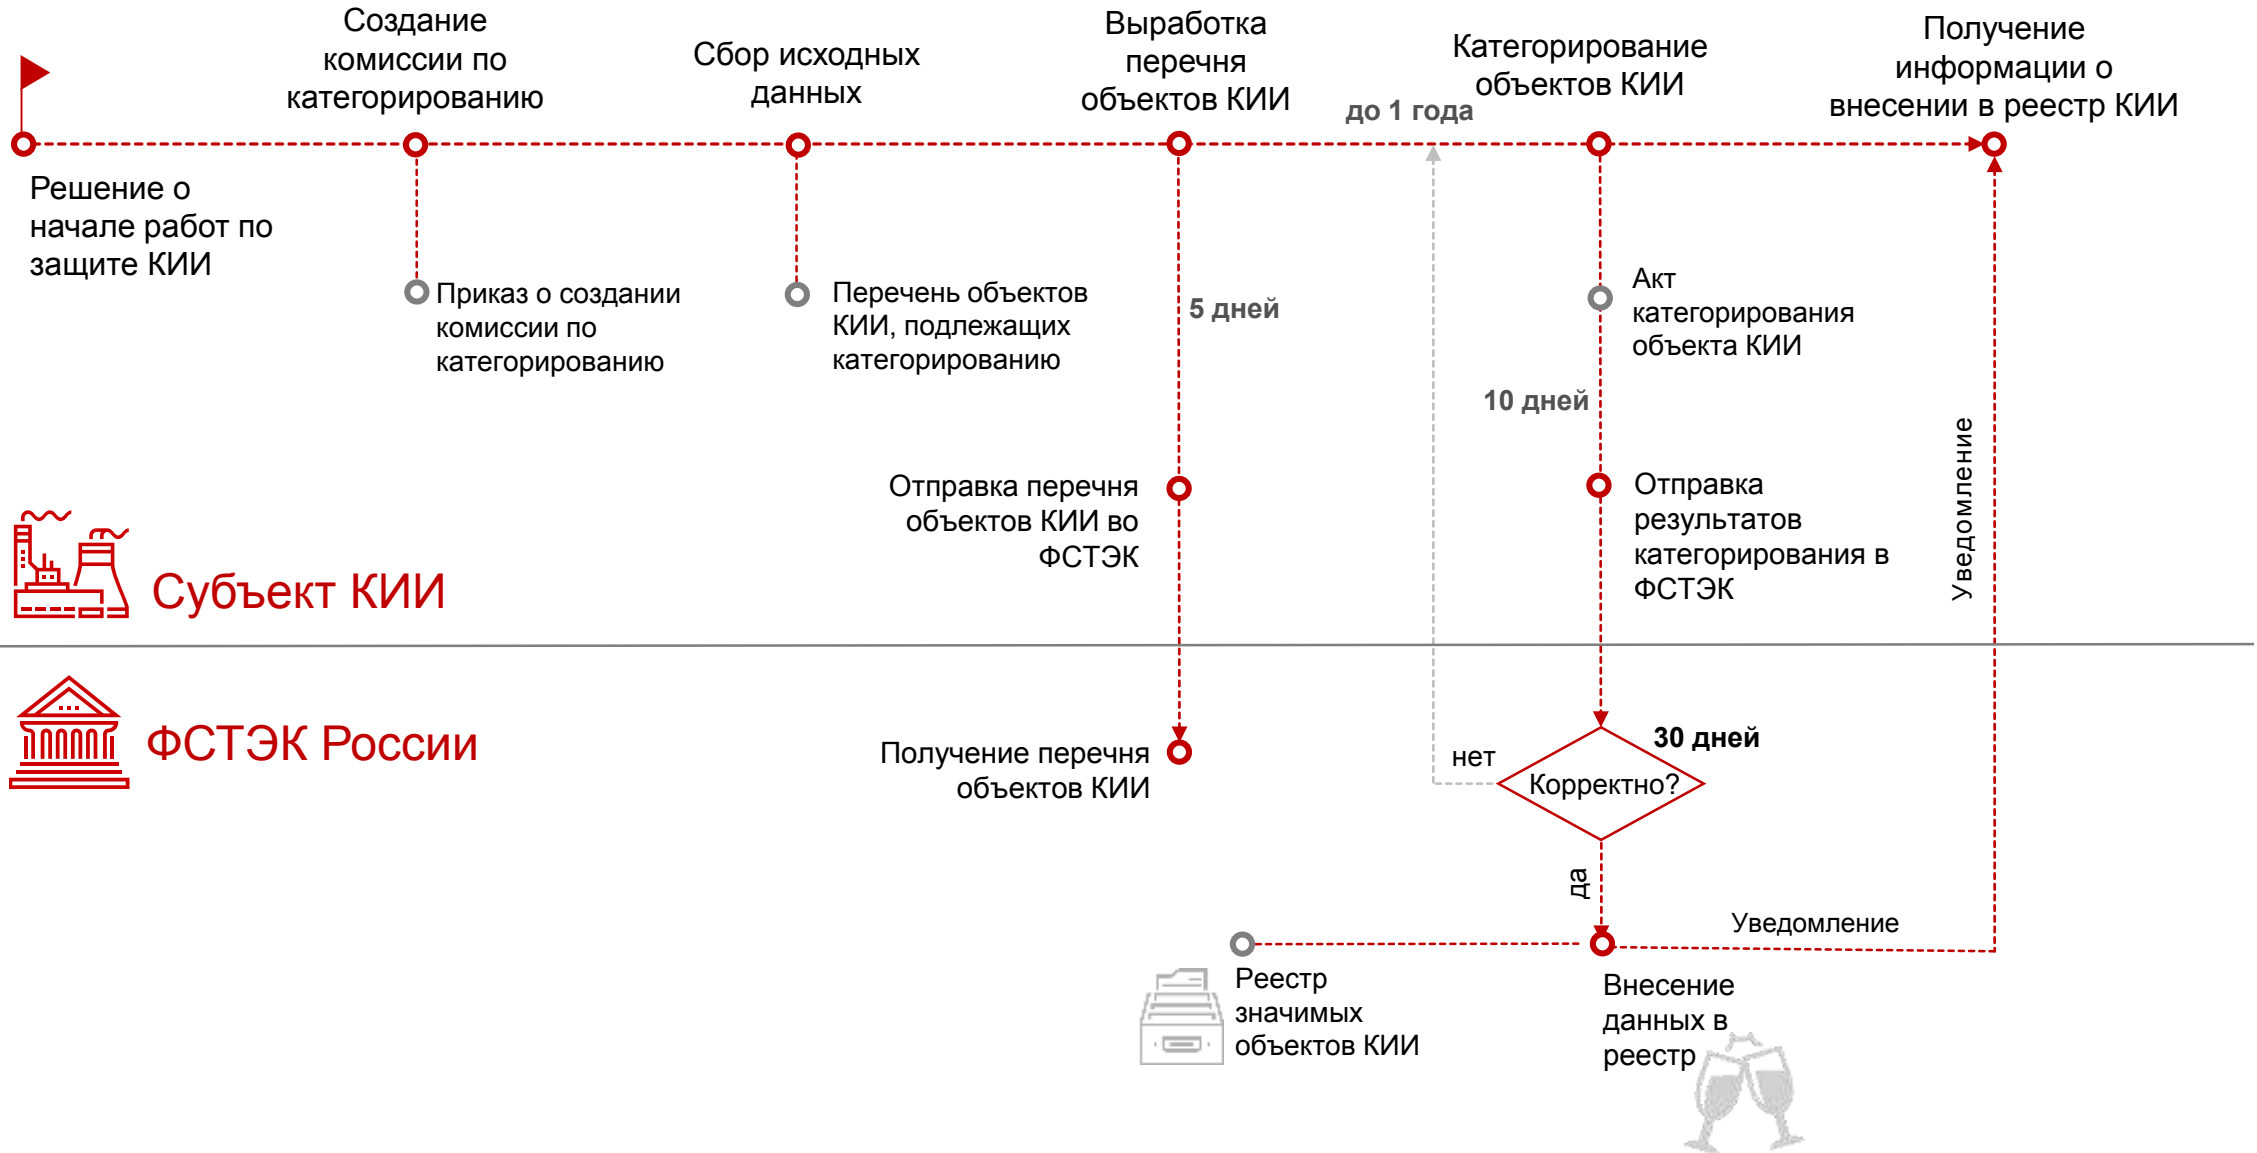 Создание
комиссии по
категорированию
Сбор исходных
данных
Выработка
перечня
объектов КИИ
до 1 года
Категорирование
объектов КИИ
Получение
информации о
внесении в реестр КИИ
Решение о
начале работ по
защите КИИ
Приказ о создании
комиссии по
категорированию
Перечень объектов
КИИ, подлежащих
категорированию
5 дней
Акт
категорирования
объекта КИИ
10 дней
Отправка перечня
объектов КИИ во
ФСТЭК
Отправка
результатов
категорирования в
ФСТЭК
Уведомление
Субъект КИИ
ФСТЭК России
Получение перечня
объектов КИИ
нет
30 дней
Корректно?
да
Уведомление
Реестр
значимых
объектов КИИ
Внесение
данных в
реестр